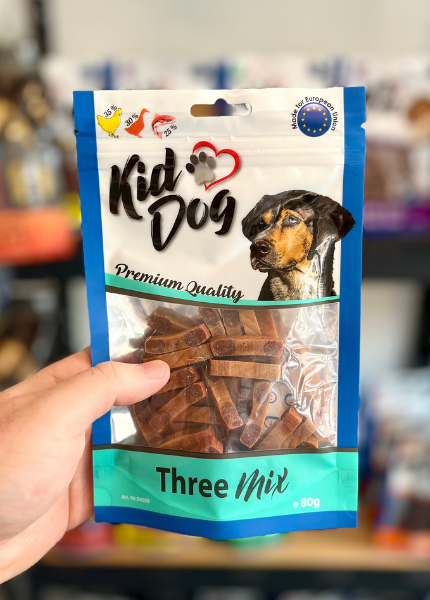 35%
30%
25%
Made for European Union
Kid
Dog
Premium Quality
Three Mix
℮ 80g